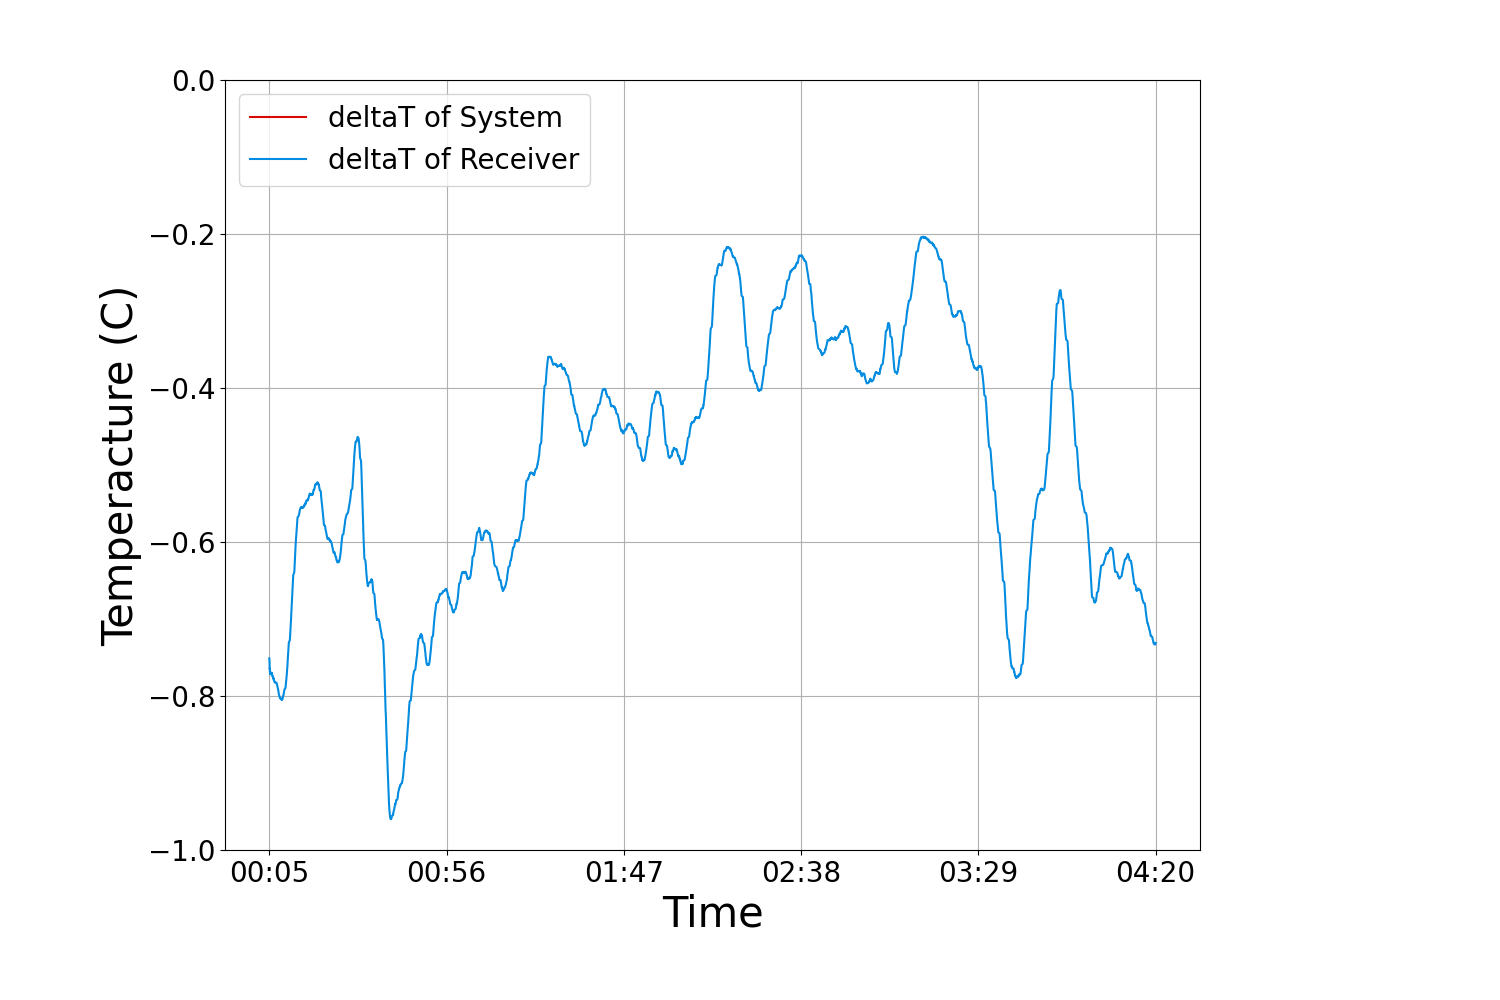 deltaT of System
deltaT of Receiver
0.0
−0.2
−0.4
−0.6
−0.8
−1.0
Temperacture (C)
00:05 00:56 01:47 02:38 03:29 04:20
Time